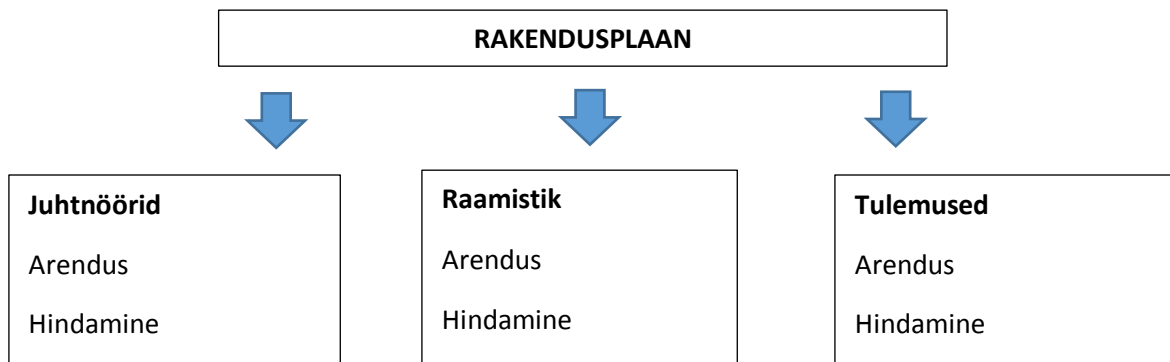 RAKENDUSPLAAN
Juhtnöörid
Arendus
Hindamine
Raamistik
Arendus
Hindamine
Tulemused
Arendus
Hindamine